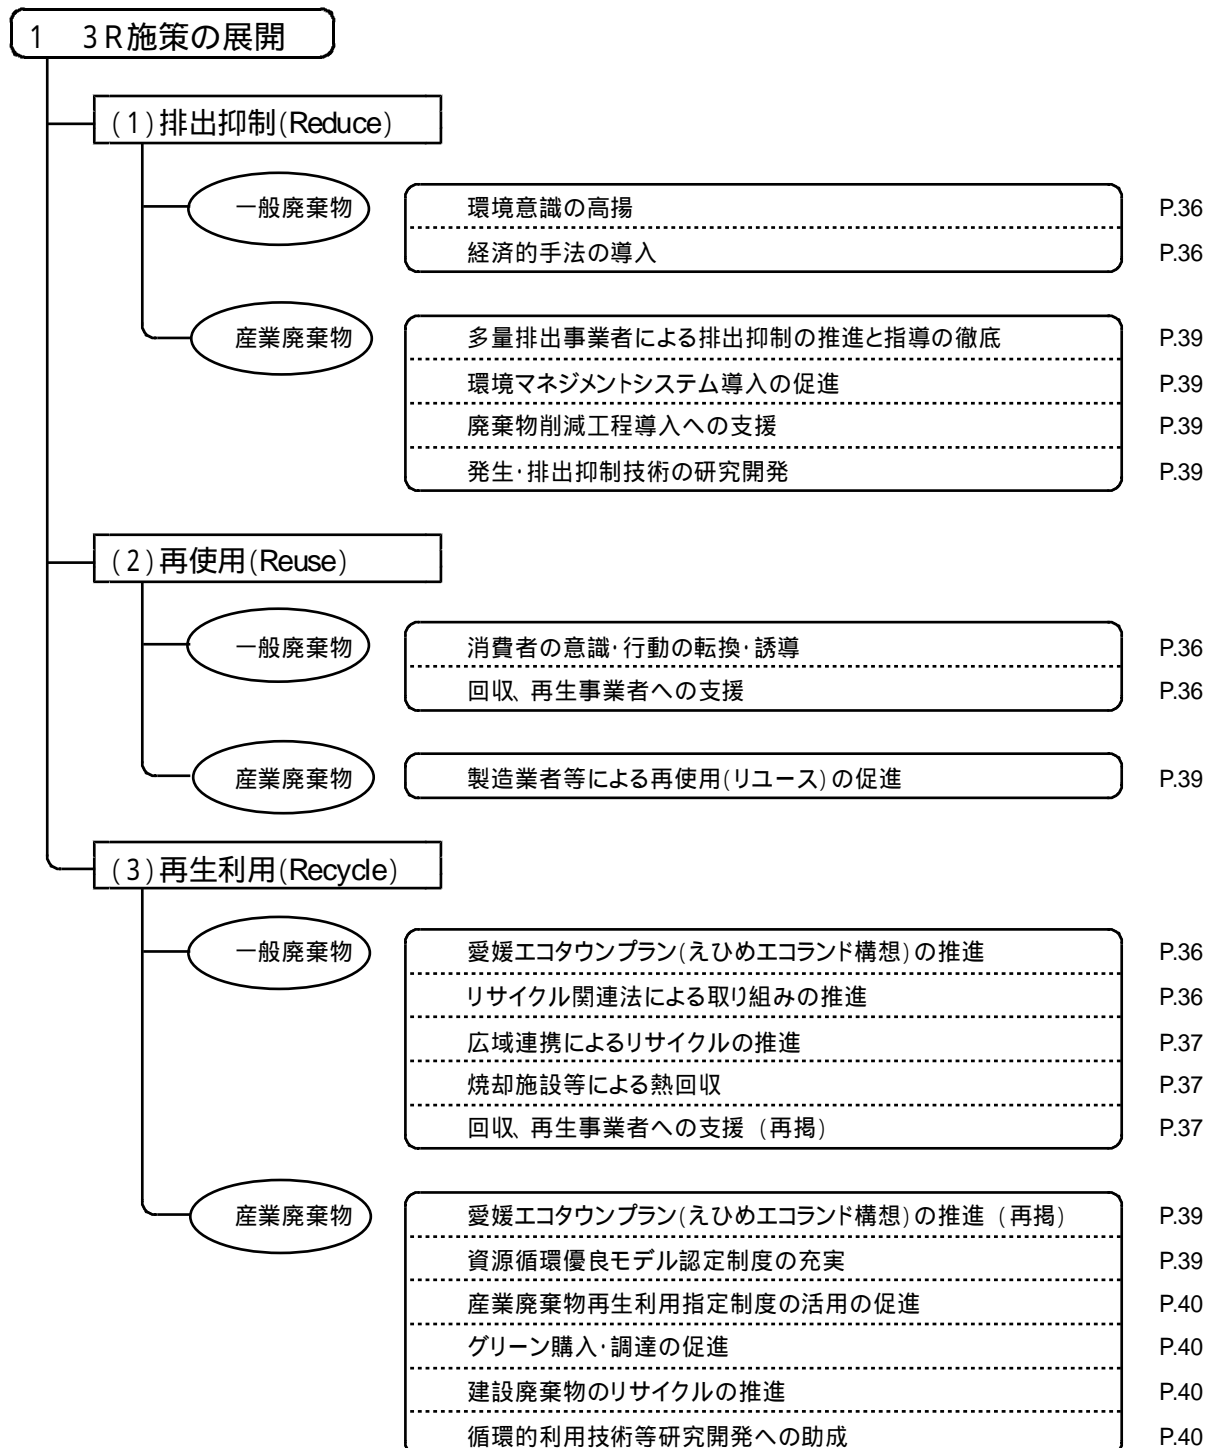 1 3R施策の展開
(1)排出抑制(Reduce)
一般廃棄物
環境意識の高揚 P.36
経済的手法の導入 P.36
産業廃棄物
多量排出事業者による排出抑制の推進と指導の徹底 P.39
環境マネジメントシステム導入の促進 P.39
廃棄物削減工程導入への支援 P.39
発生・排出抑制技術の研究開発 P.39
(2)再使用(Reuse)
一般廃棄物
消費者の意識・行動の転換・誘導 P.36
回収、再生事業者への支援 P.36
産業廃棄物
製造業者等による再使用(リユース)の促進 P.39
(3)再生利用(Recycle)
一般廃棄物
愛媛エコタウンプラン(えひめエコランド構想)の推進 P.36
リサイクル関連法による取り組みの推進 P.36
広域連携によるリサイクルの推進 P.37
焼却施設等による熱回収 P.37
回収、再生事業者への支援 (再掲) P.37
産業廃棄物
愛媛エコタウンプラン(えひめエコランド構想)の推進 (再掲) P.39
資源循環優良モデル認定制度の充実 P.39
産業廃棄物再生利用指定制度の活用の促進 P.40
グリーン購入・調達の促進 P.40
建設廃棄物のリサイクルの推進 P.40
循環的利用技術等研究開発への助成 P.40